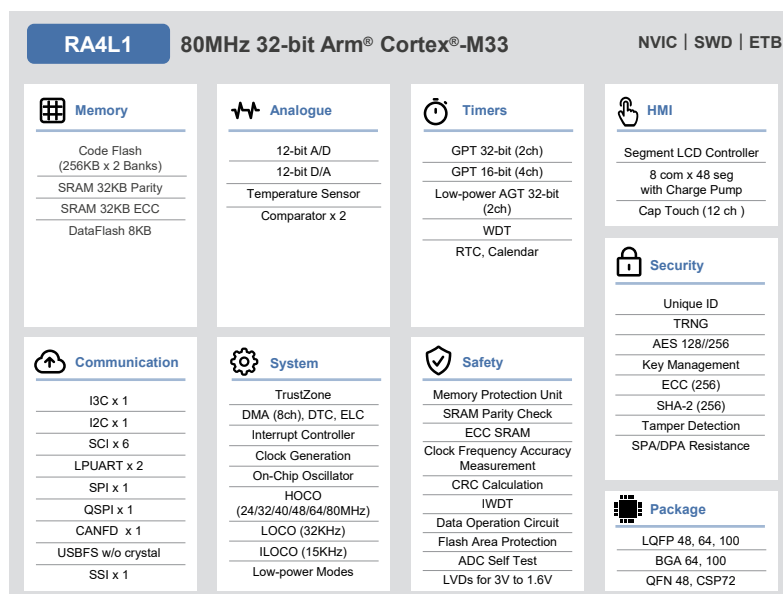 RA4L1
80MHz 32-bit Arm® Cortex®-M33
NVIC | SWD | ETB
Memory
Code Flash
(256KB x 2 Banks)
SRAM 32KB Parity
SRAM 32KB ECC
DataFlash 8KB
Analogue
12-bit A/D
12-bit D/A
Temperature Sensor
Comparator x 2
Timers
GPT 32-bit (2ch)
GPT 16-bit (4ch)
Low-power AGT 32-bit
(2ch)
WDT
RTC, Calendar
HMI
Segment LCD Controller
8 com x 48 seg
with Charge Pump
Cap Touch (12 ch )
Security
Unique ID
TRNG
AES 128//256
Key Management
ECC (256)
SHA-2 (256)
Tamper Detection
SPA/DPA Resistance
Communication
I3C x 1
I2C x 1
SCI x 6
LPUART x 2
SPI x 1
QSPI x 1
CANFD x 1
USBFS w/o crystal
SSI x 1
System
TrustZone
DMA (8ch), DTC, ELC
Interrupt Controller
Clock Generation
On-Chip Oscillator
HOCO
(24/32/40/48/64/80MHz)
LOCO (32KHz)
ILOCO (15KHz)
Low-power Modes
Safety
Memory Protection Unit
SRAM Parity Check
ECC SRAM
Clock Frequency Accuracy
Measurement
CRC Calculation
IWDT
Data Operation Circuit
Flash Area Protection
ADC Self Test
LVDs for 3V to 1.6V
Package
LQFP 48, 64, 100
BGA 64, 100
QFN 48, CSP72